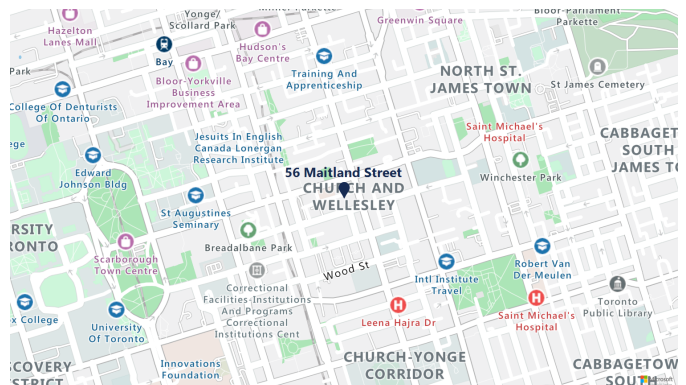 Yonge/
Scollard Park
Greenwin Square
Bloor-Parliament
Parkette
Hazelton
Lanes Mall
Hudson's
Bay Centre
Bay
Park
Bloor-Yorkville
Business
Improvement Area
Training And
Apprenticeship
NORTH ST.
JAMES TOWN
St James Cemetery
College Of Denturists
Of Ontario
ege
Jesuits In English
Canada Lonergan
Research Institute
Saint Michael's
Hospital
CABBAGET
SOUTH
JAMES TO
Edward
Johnson Bldg
56 Maitland Street
CHURCH AND
WELLESLEY
Winchester Park
St Augustines
Seminary
RSITY
RONTO
Breadalbane Park
Scarborough
Town Centre
Wood St
Robert Van
Der Meulen
Correctional
Facilities-Institutions
And Programs
Correctional
Institutions Cent
Intl Institute
Travel
x College
University
Of Toronto
Leena Hajra Dr
Saint Michael's
Hospital
Toronto
Public Library
SCOVERY
STRICT
Innovations
Foundation
CHURCH-YONGE
CORRIDOR
CABBAGETOW
SOUTH
Microsoft